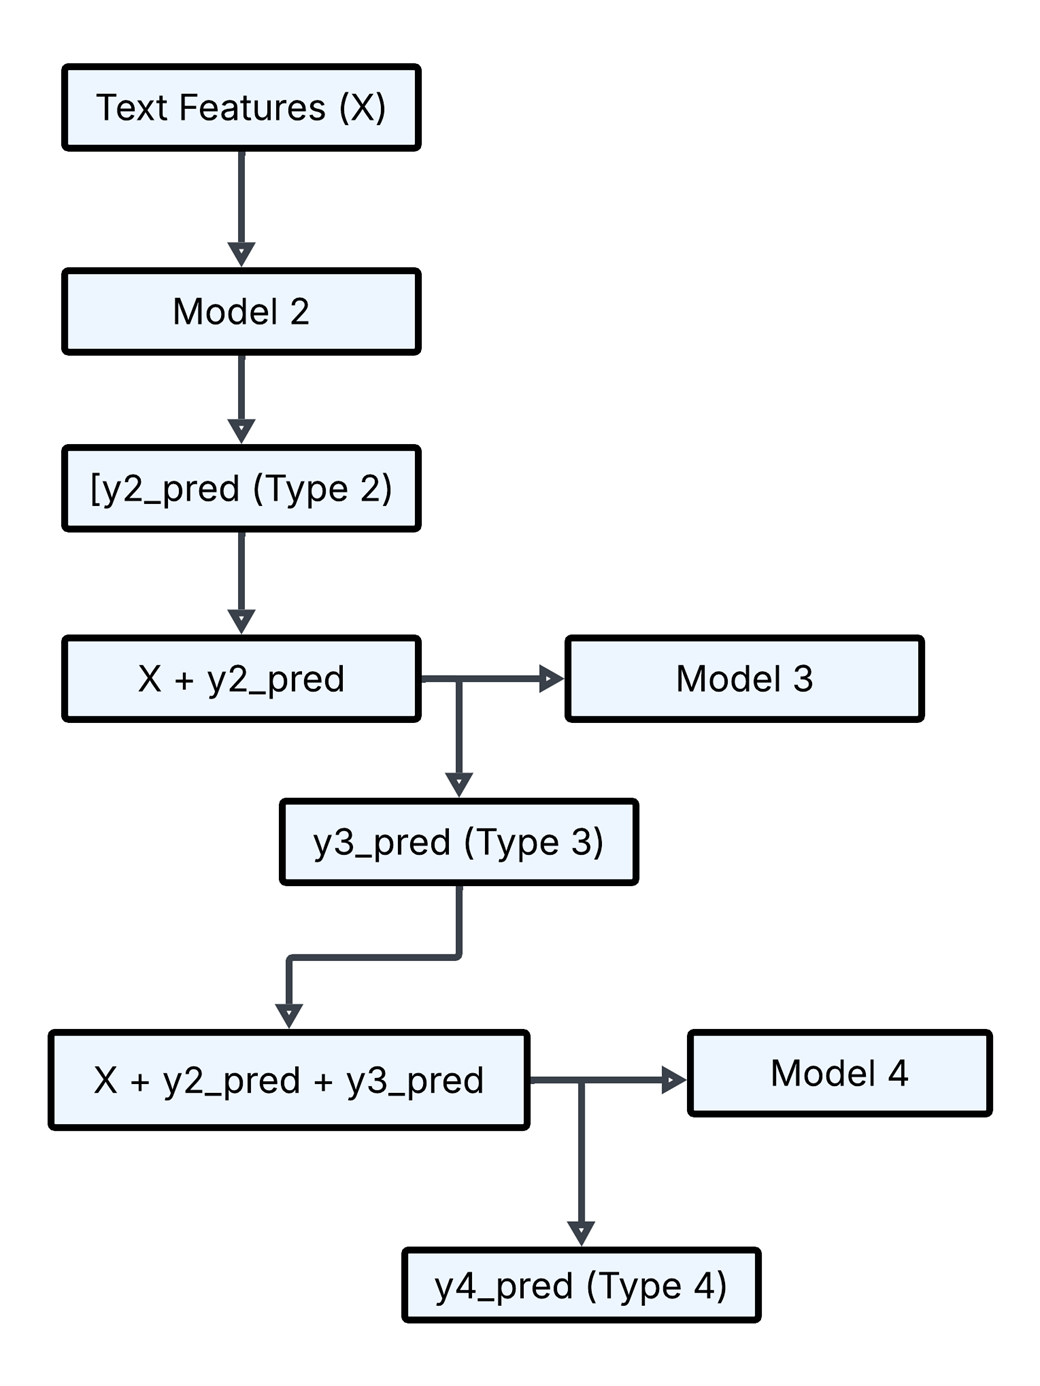 Text Features (X)
Model 2
[y2_pred (Type 2)
X + y2_pred
Model 3
y3_pred (Type 3)
X + y2_pred + y3_pred
Model 4
y4_pred (Type 4)